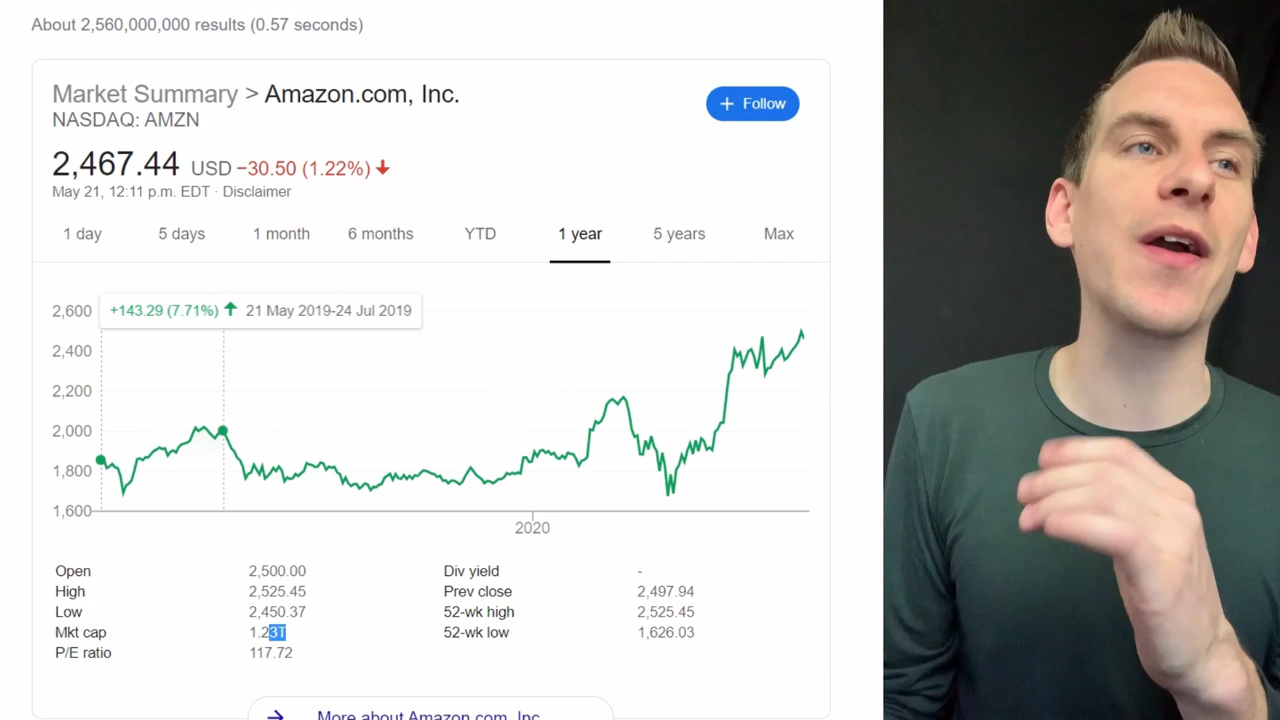 About 2,560,000,000 results (0.57 seconds)
Market Summary > Amazon.com, Inc.
NASDAQ: AMZN
+ Follow
2,467.44 USD −30.50 (1.22%)
May 21, 12:11 p.m. EDT · Disclaimer
1 day 5 days 1 month 6 months YTD 1 year 5 years Max
+143.29 (7.71%) 21 May 2019-24 Jul 2019
2,600
2,400
2,200
2,000
1,800
1,600
2020
Open 2,500.00 Div yield -
High 2,525.45 Prev close 2,497.94
Low 2,450.37 52-wk high 2,525.45
Mkt cap 1.23T 52-wk low 1,626.03
P/E ratio 117.72
More about Amazon.com, Inc.